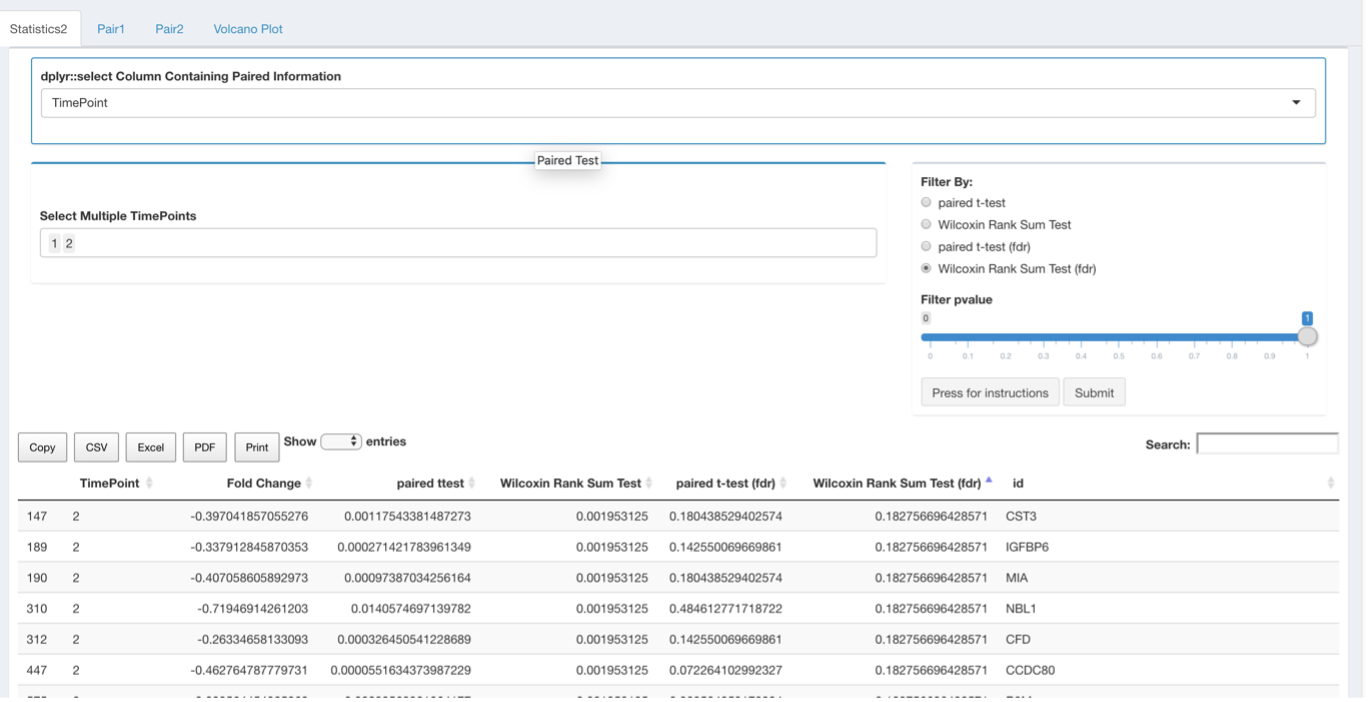 Statistics2 Pair1 Pair2 Volcano Plot
dplyr::select Column Containing Paired Information
TimePoint
Paired Test
Select Multiple TimePoints
1 2
Filter By:
paired t-test
Wilcoxin Rank Sum Test
paired t-test (fdr)
Wilcoxin Rank Sum Test (fdr)
Filter pvalue
0 1
0 0.1 0.2 0.3 0.4 0.5 0.6 0.7 0.8 0.9 1
Press for instructions Submit
Copy CSV Excel PDF Print Show entries Search:
TimePoint Fold Change paired ttest Wilcoxin Rank Sum Test paired t-test (fdr) Wilcoxin Rank Sum Test (fdr) id
147 2 -0.397041857055276 0.00117543381487273 0.001953125 0.180438529402574 0.182756696428571 CST3
189 2 -0.337912845870353 0.000271421783961349 0.001953125 0.142550069669861 0.182756696428571 IGFBP6
190 2 -0.407058605892973 0.00097387034256164 0.001953125 0.180438529402574 0.182756696428571 MIA
310 2 -0.71946914261203 0.0140574697139782 0.001953125 0.484612771718722 0.182756696428571 NBL1
312 2 -0.26334658133093 0.000326450541228689 0.001953125 0.142550069669861 0.182756696428571 CFD
447 2 -0.462764787779731 0.0000551634373987229 0.001953125 0.072264102992327 0.182756696428571 CCDC80